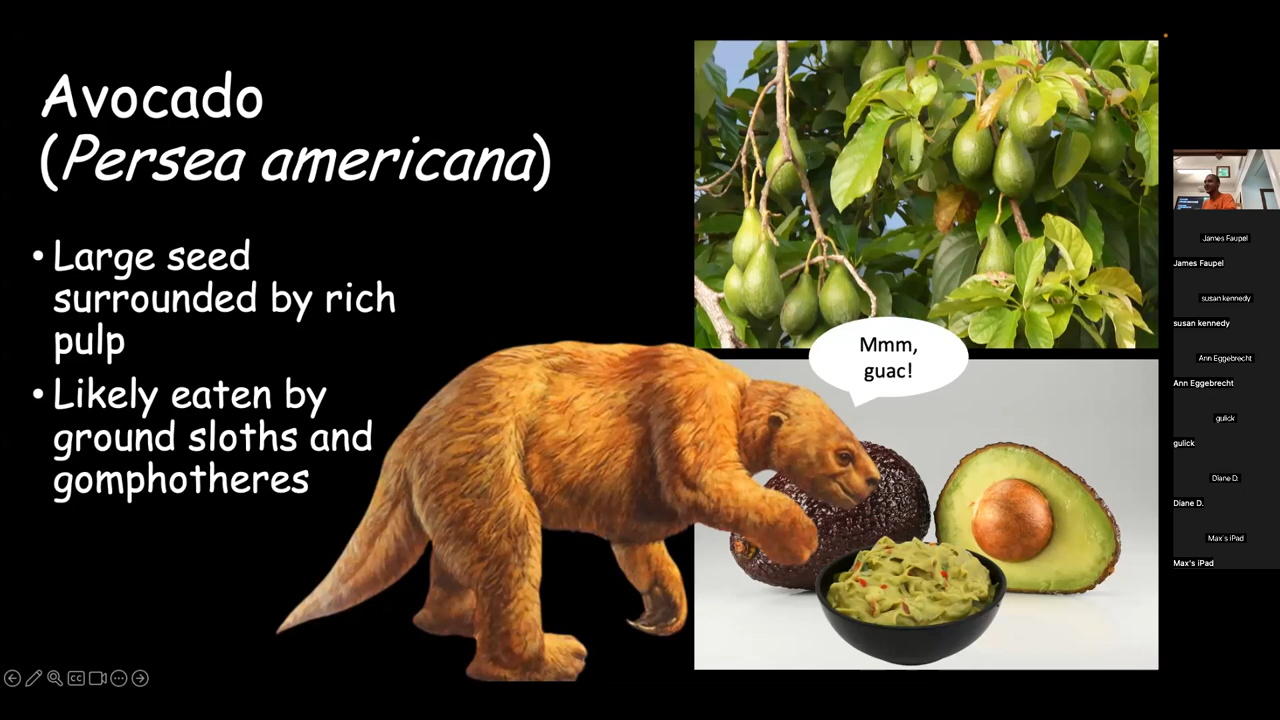 Avocado
(Persea americana)
• Large seed
surrounded by rich
pulp
• Likely eaten by
ground sloths and
gomphotheres
Mmm,
guac!
James Faupel
James Faupel
susan kennedy
susan kennedy
Ann Eggebrecht
Ann Eggebrecht
gulick
gulick
Diane D.
Diane D.
Max's iPad
Max's iPad
CC